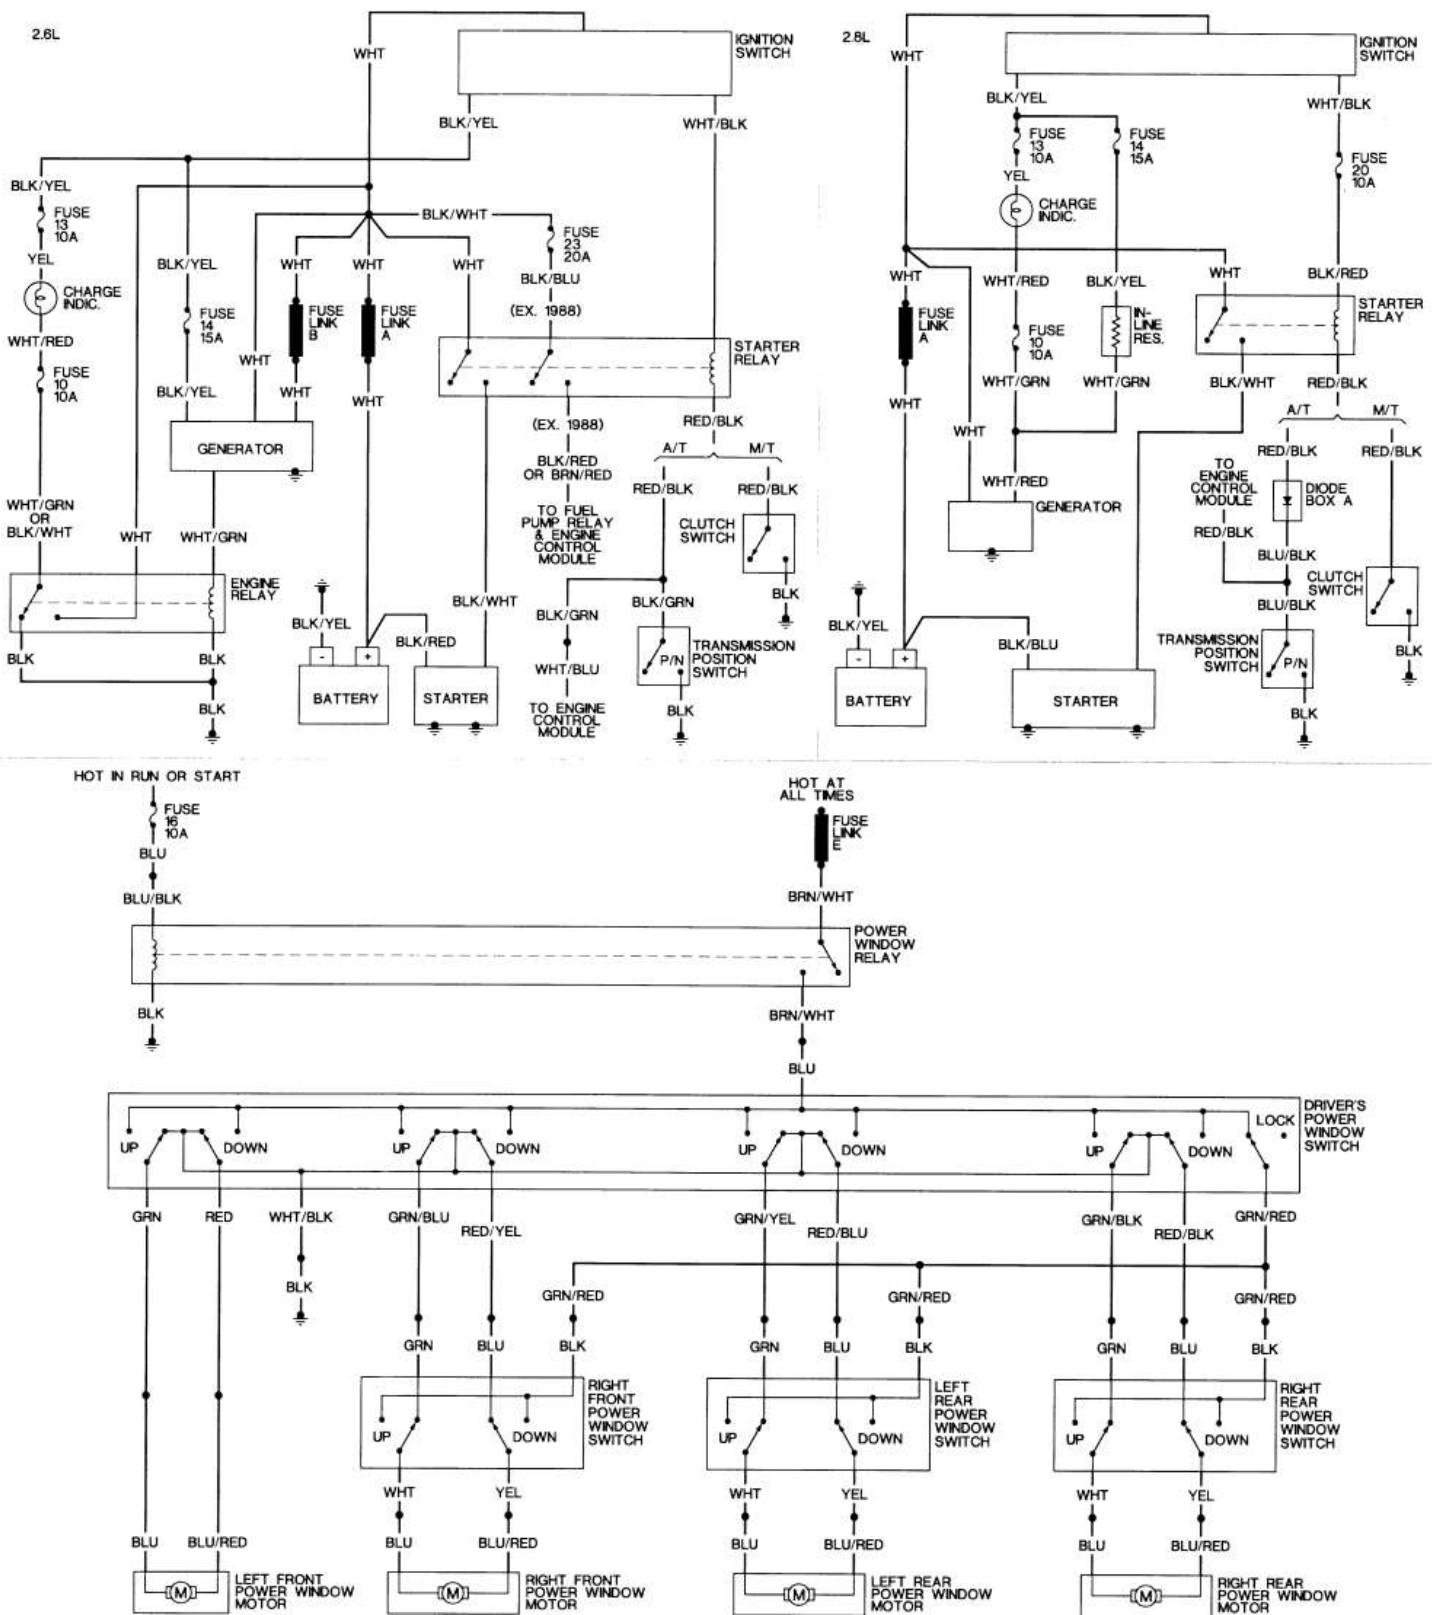 2.6L
IGNITION
SWITCH
WHT
BLK/YEL
WHT/BLK
BLK/YEL
FUSE
13
10A
YEL
CHARGE
INDIC.
WHT/RED
FUSE
10
10A
WHT/GRN
OR
BLK/WHT
BLK/YEL
FUSE
14
15A
BLK/YEL
WHT
WHT
FUSE
LINK
B
WHT
WHT
FUSE
LINK
A
WHT
WHT
BLK/WHT
FUSE
23
20A
BLK/BLU
(EX. 1988)
STARTER
RELAY
GENERATOR
WHT
WHT/GRN
ENGINE
RELAY
BLK
BLK
BLK
BLK/YEL
BLK/RED
BLK/WHT
-
+
BATTERY
STARTER
(EX. 1988)
BLK/RED
OR BRN/RED
TO FUEL
PUMP RELAY
& ENGINE
CONTROL
MODULE
RED/BLK
A/T
M/T
RED/BLK
RED/BLK
CLUTCH
SWITCH
BLK
BLK/GRN
BLK/GRN
WHT/BLU
TO ENGINE
CONTROL
MODULE
P/N
TRANSMISSION
POSITION
SWITCH
BLK
2.8L
IGNITION
SWITCH
WHT
BLK/YEL
WHT/BLK
FUSE
13
10A
YEL
CHARGE
INDIC.
FUSE
14
15A
FUSE
20
10A
WHT
FUSE
LINK
A
WHT
WHT
WHT/RED
FUSE
10
10A
WHT/GRN
BLK/YEL
IN-
LINE
RES.
WHT/GRN
WHT
BLK/RED
STARTER
RELAY
BLK/WHT
RED/BLK
A/T
M/T
RED/BLK
RED/BLK
WHT/RED
GENERATOR
TO
ENGINE
CONTROL
MODULE
RED/BLK
DIODE
BOX A
BLU/BLK
BLU/BLK
CLUTCH
SWITCH
BLK
BLK/YEL
BLK/BLU
-
+
BATTERY
STARTER
TRANSMISSION
POSITION
SWITCH
P/N
BLK
HOT IN RUN OR START
FUSE
16
10A
BLU
BLU/BLK
HOT AT
ALL TIMES
FUSE
LINK
E
BRN/WHT
POWER
WINDOW
RELAY
BLK
BRN/WHT
BLU
DRIVER'S
POWER
WINDOW
SWITCH
UP
DOWN
UP
DOWN
UP
DOWN
UP
DOWN
LOCK
GRN
RED
WHT/BLK
BLK
GRN/BLU
RED/YEL
GRN/YEL
RED/BLU
GRN/BLK
RED/BLK
GRN/RED
GRN/RED
GRN/RED
GRN/RED
GRN
BLU
BLK
GRN
BLU
BLK
GRN
BLU
BLK
RIGHT
FRONT
POWER
WINDOW
SWITCH
UP
DOWN
LEFT
REAR
POWER
WINDOW
SWITCH
UP
DOWN
RIGHT
REAR
POWER
WINDOW
SWITCH
UP
DOWN
WHT
YEL
WHT
YEL
WHT
YEL
BLU
BLU/RED
BLU
BLU/RED
BLU
BLU/RED
BLU
BLU/RED
M
LEFT FRONT
POWER WINDOW
MOTOR
M
RIGHT FRONT
POWER WINDOW
MOTOR
M
LEFT REAR
POWER WINDOW
MOTOR
M
RIGHT REAR
POWER WINDOW
MOTOR